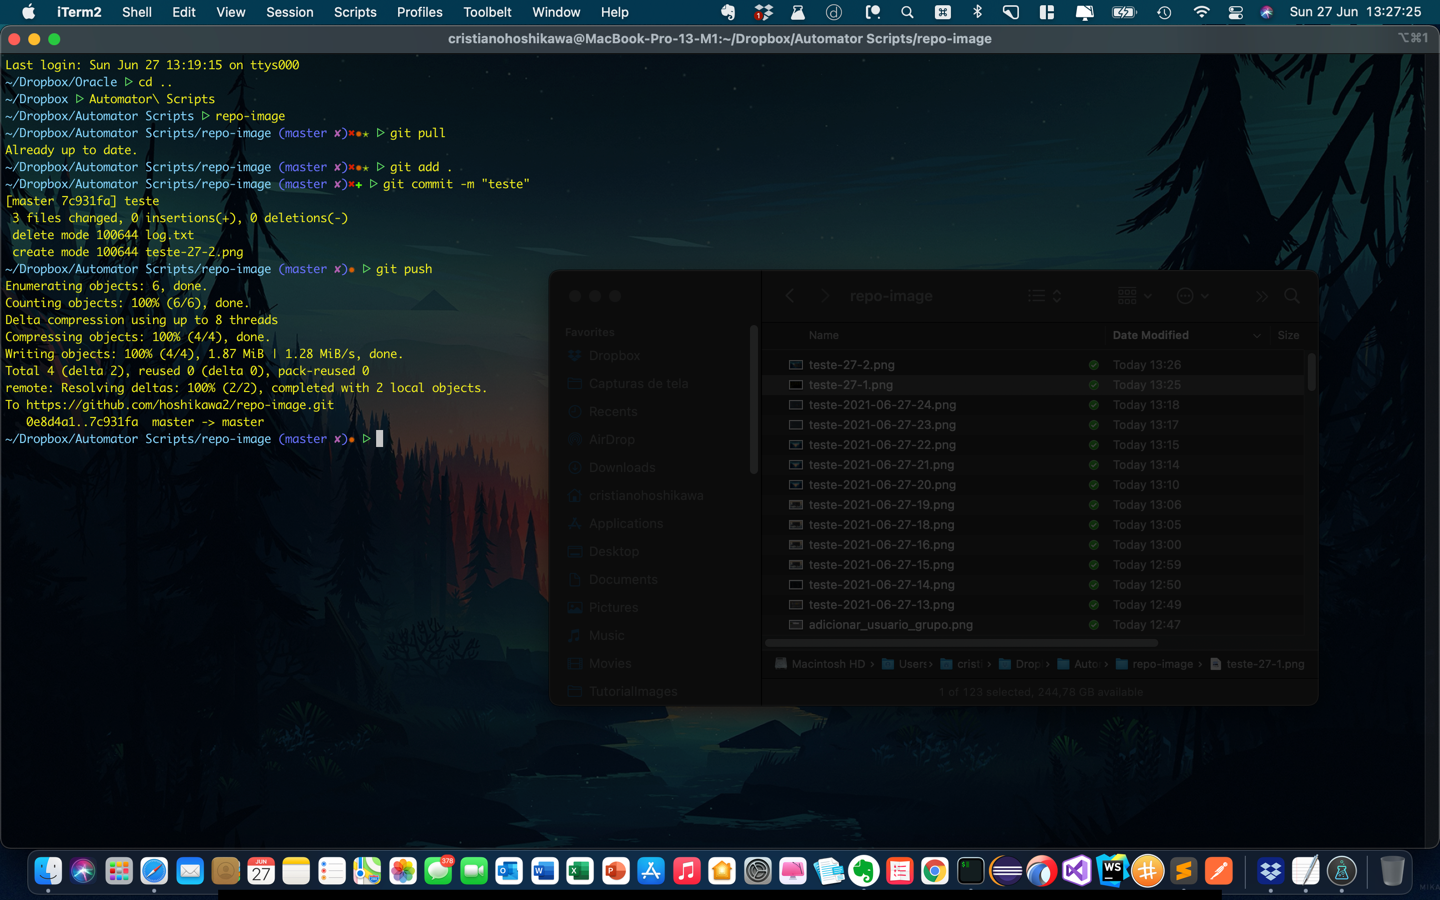 iTerm2 Shell Edit View Session Scripts Profiles Toolbelt Window Help Sun 27 Jun 13:27:25
cristianohoshikawa@MacBook-Pro-13-M1:~/Dropbox/Automator Scripts/repo-image ⌥⌘1
Last login: Sun Jun 27 13:19:15 on ttys000
~/Dropbox/Oracle ▷ cd ..
~/Dropbox ▷ Automator\ Scripts
~/Dropbox/Automator Scripts ▷ repo-image
~/Dropbox/Automator Scripts/repo-image (master ✘)✖●★ ▷ git pull
Already up to date.
~/Dropbox/Automator Scripts/repo-image (master ✘)✖●★ ▷ git add .
~/Dropbox/Automator Scripts/repo-image (master ✘)✖✚ ▷ git commit -m "teste"
[master 7c931fa] teste
3 files changed, 0 insertions(+), 0 deletions(-)
delete mode 100644 log.txt
create mode 100644 teste-27-2.png
~/Dropbox/Automator Scripts/repo-image (master ✘)● ▷ git push
Enumerating objects: 6, done.
Counting objects: 100% (6/6), done.
Delta compression using up to 8 threads
Compressing objects: 100% (4/4), done.
Writing objects: 100% (4/4), 1.87 MiB | 1.28 MiB/s, done.
Total 4 (delta 2), reused 0 (delta 0), pack-reused 0
remote: Resolving deltas: 100% (2/2), completed with 2 local objects.
To https://github.com/hoshikawa2/repo-image.git
0e8d4a1..7c931fa master -> master
~/Dropbox/Automator Scripts/repo-image (master ✘)● ▷
repo-image
Favorites
Dropbox
Capturas de tela
Recents
AirDrop
Downloads
cristianohoshikawa
Applications
Desktop
Documents
Pictures
Music
Movies
TutorialImages
Name Date Modified Size
teste-27-2.png Today 13:26
teste-27-1.png Today 13:25
teste-2021-06-27-24.png Today 13:18
teste-2021-06-27-23.png Today 13:17
teste-2021-06-27-22.png Today 13:15
teste-2021-06-27-21.png Today 13:14
teste-2021-06-27-20.png Today 13:10
teste-2021-06-27-19.png Today 13:06
teste-2021-06-27-18.png Today 13:05
teste-2021-06-27-16.png Today 13:00
teste-2021-06-27-15.png Today 12:59
teste-2021-06-27-14.png Today 12:50
teste-2021-06-27-13.png Today 12:49
adicionar_usuario_grupo.png Today 12:47
Macintosh HD › Users › crist › Drop › Auto › repo-image › teste-27-1.png
1 of 123 selected, 244,78 GB available
JUN
27
376
WS